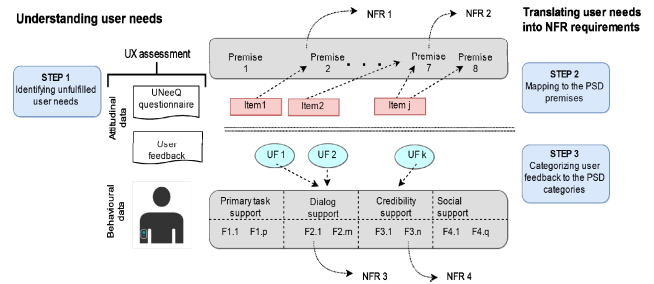 Understanding user needs
Translating user needs
into NFR requirements
NFR 1
NFR 2
UX assessment
STEP 1
Identifying unfulfilled
user needs
Attitudinal
data
UNeeQ
questionnaire
User
feedback
Premise
1
Premise
2
. . .
Premise
7
Premise
8
Item1
Item2
Item j
STEP 2
Mapping to the PSD
premises
UF 1
UF 2
UF k
STEP 3
Categorizing user
feedback to the PSD
categories
Behavioural
data
Primary task
support
Dialog
support
Credibility
support
Social
support
F1.1 F1.p
F2.1 F2.m
F3.1 F3.n
F4.1 F4.q
NFR 3
NFR 4